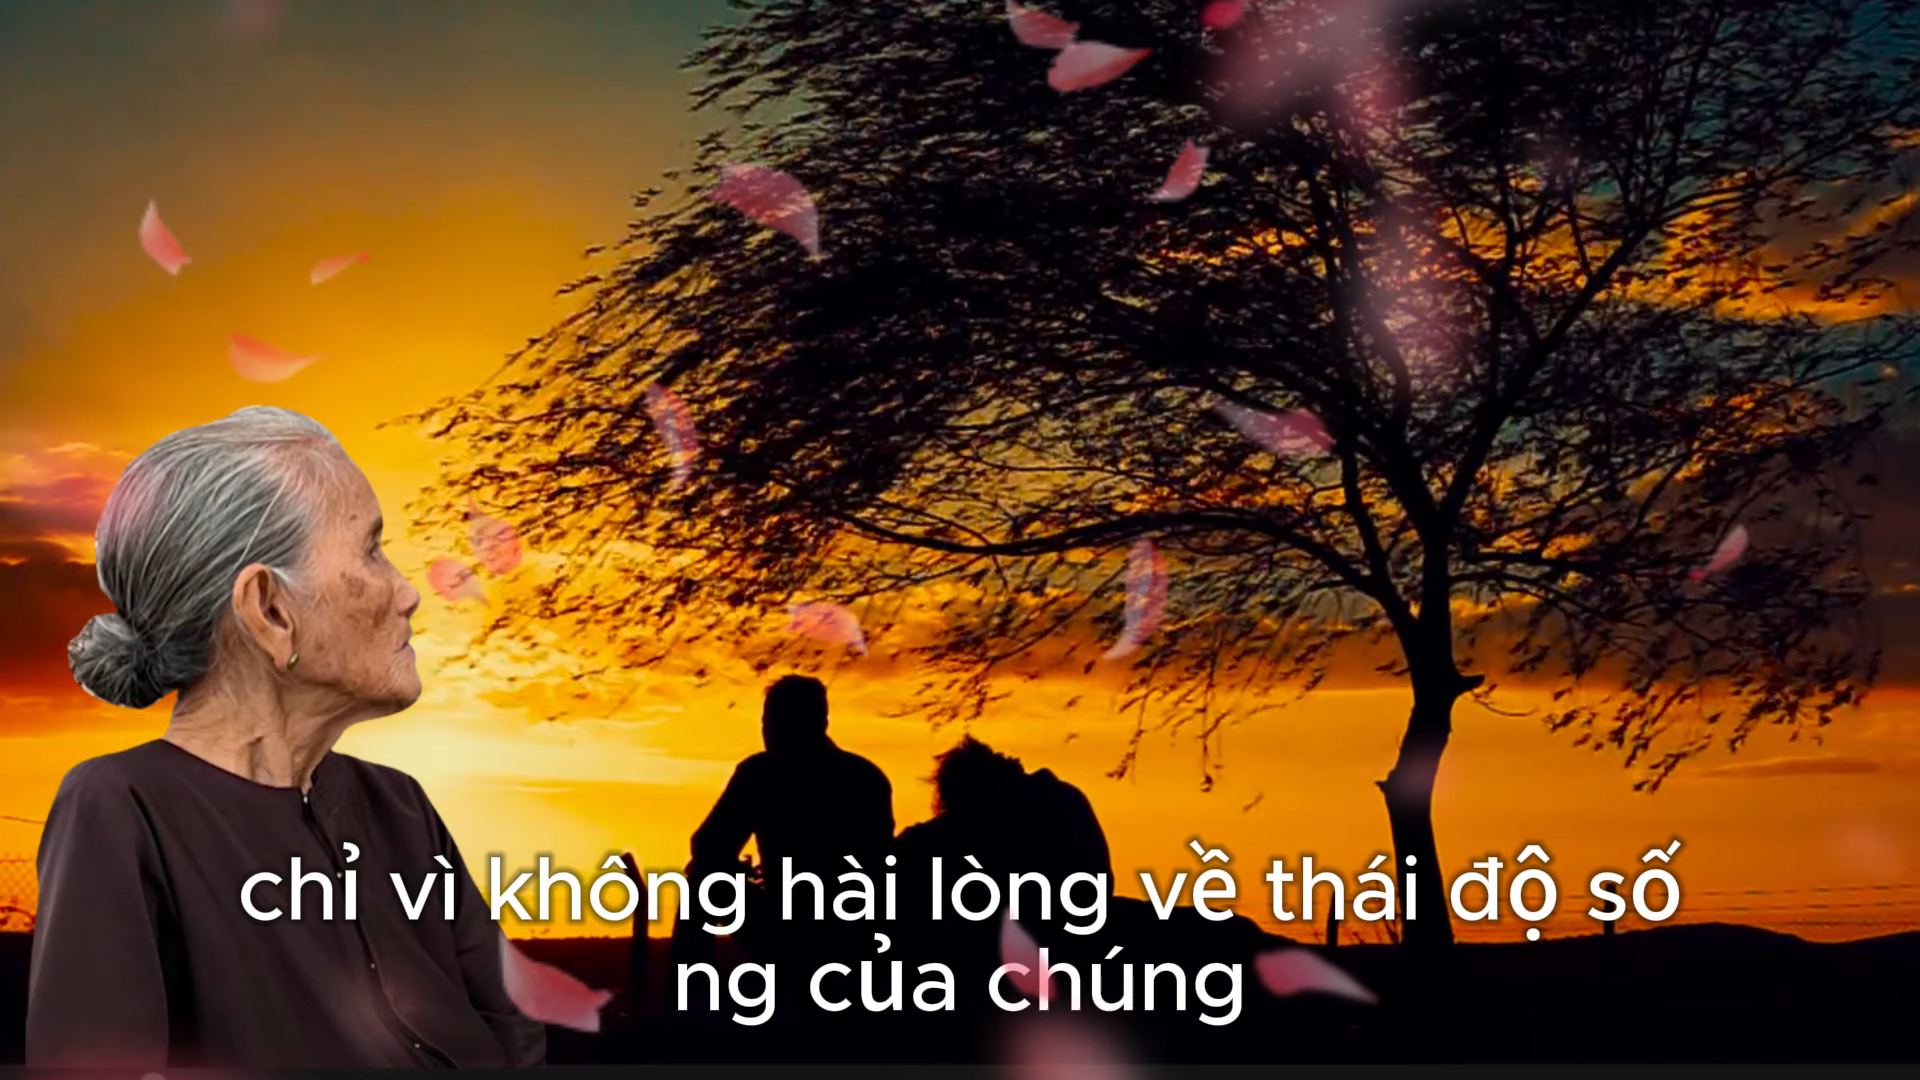 chỉ vì không hài lòng về thái độ số
ng của chúng